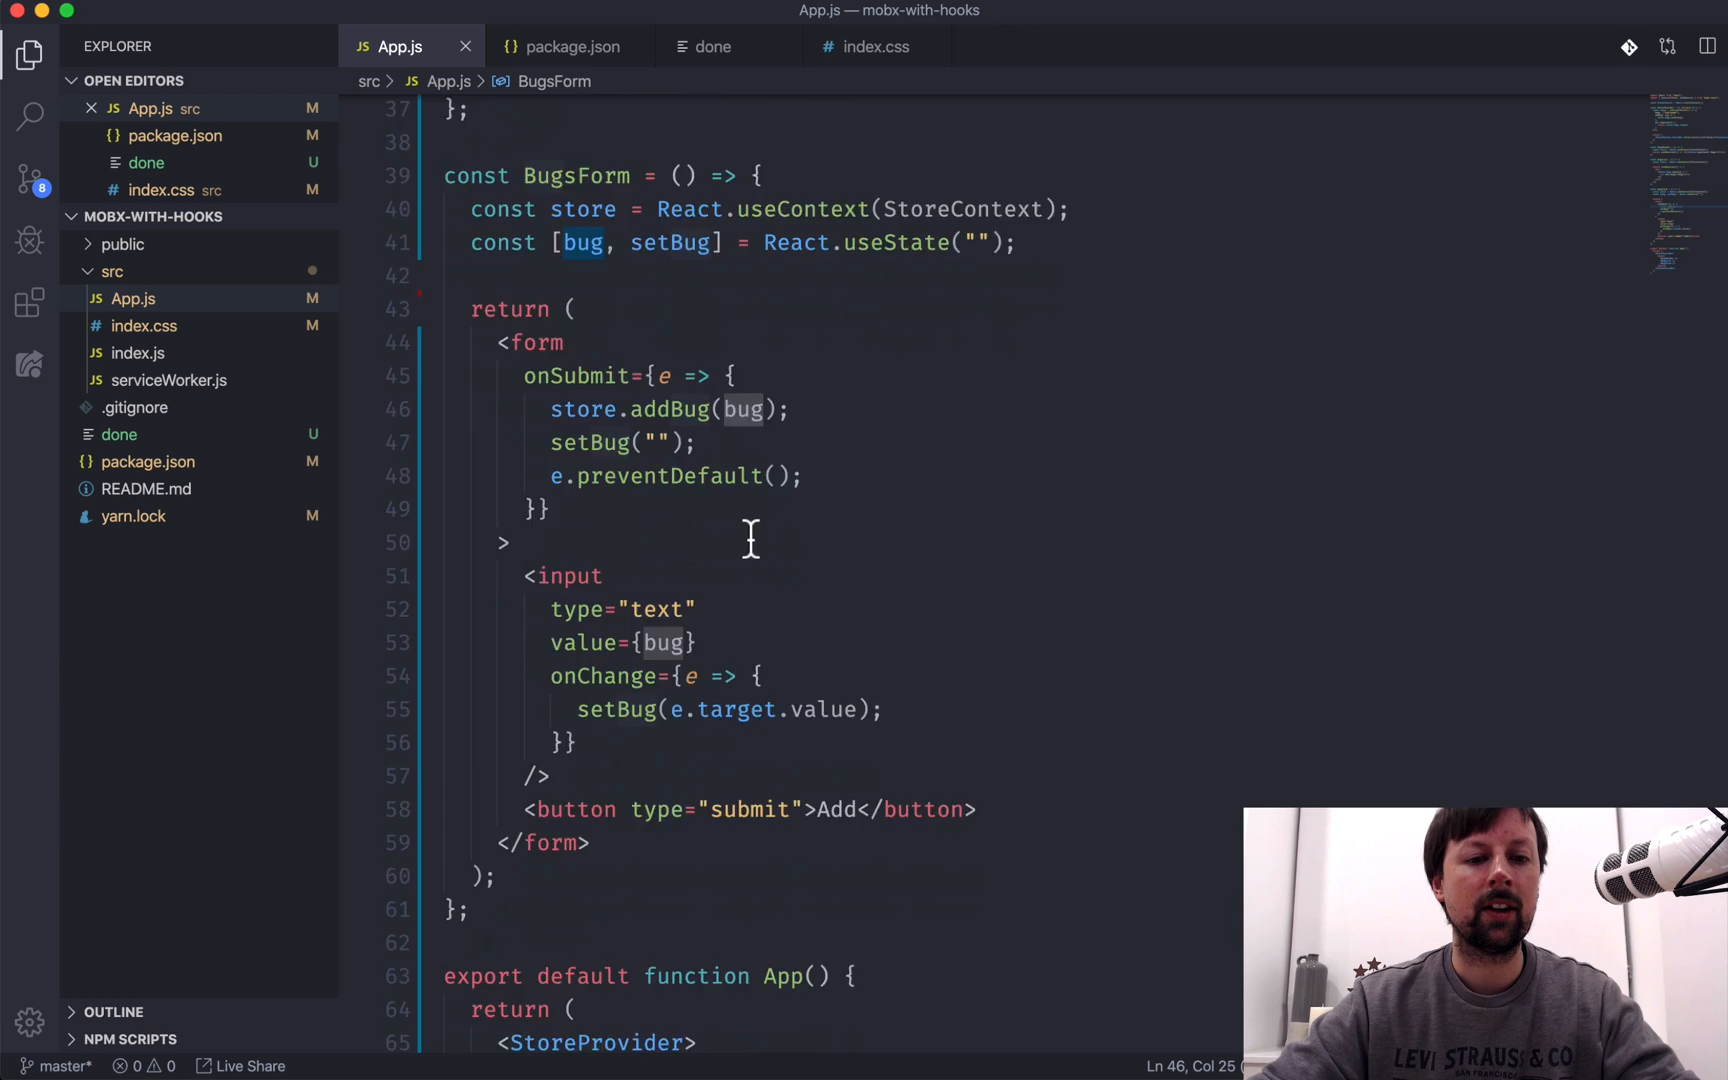 App.js — mobx-with-hooks
EXPLORER
JS App.js
{} package.json
done
# index.css
OPEN EDITORS
src > JS App.js > BugsForm
JS App.js src M
{} package.json M
done U
# index.css src M
MOBX-WITH-HOOKS
public
src
JS App.js M
# index.css M
JS index.js
JS serviceWorker.js
.gitignore
done U
{} package.json M
README.md
yarn.lock M
8
OUTLINE
NPM SCRIPTS
37 };
38
39 const BugsForm = () => {
40 const store = React.useContext(StoreContext);
41 const [bug, setBug] = React.useState("");
42
43 return (
44 <form
45 onSubmit={e => {
46 store.addBug(bug);
47 setBug("");
48 e.preventDefault();
49 }}
50 >
51 <input
52 type="text"
53 value={bug}
54 onChange={e => {
55 setBug(e.target.value);
56 }}
57 />
58 <button type="submit">Add</button>
59 </form>
60 );
61 };
62
63 export default function App() {
64 return (
65 <StoreProvider>
master* 0 0 Live Share
Ln 46, Col 25
LEVI STRAUSS & CO
SAN FRANCISCO